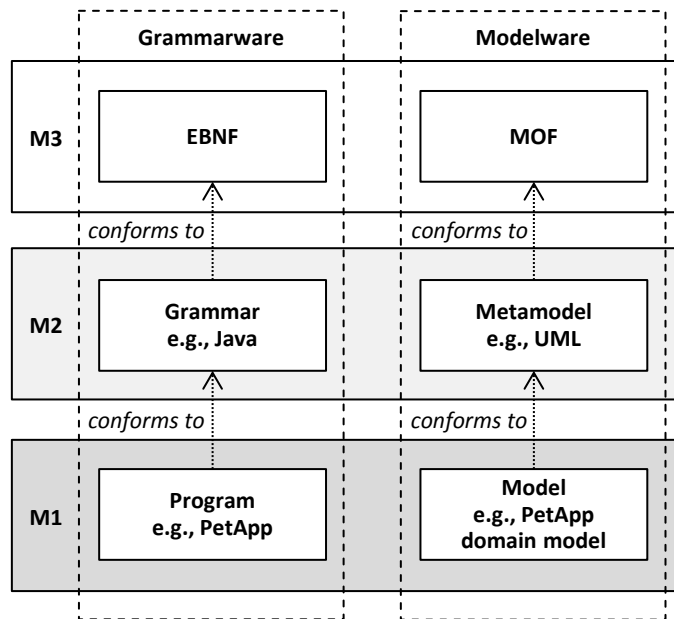 Grammarware
Modelware
M3
EBNF
MOF
conforms to
conforms to
M2
Grammar
e.g., Java
Metamodel
e.g., UML
conforms to
conforms to
M1
Program
e.g., PetApp
Model
e.g., PetApp
domain model